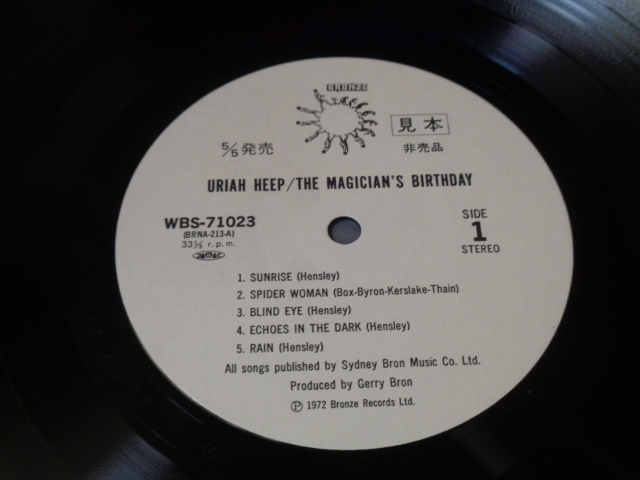 BRONZE
5/5発売
見本
非売品
URIAH HEEP/THE MAGICIAN'S BIRTHDAY
WBS-71023
(BRNA-213-A)
33⅓ r.p.m.
SIDE
1
STEREO
1. SUNRISE (Hensley)
2. SPIDER WOMAN (Box-Byron-Kerslake-Thain)
3. BLIND EYE (Hensley)
4. ECHOES IN THE DARK (Hensley)
5. RAIN (Hensley)
All songs published by Sydney Bron Music Co. Ltd.
Produced by Gerry Bron
Ⓟ 1972 Bronze Records Ltd.